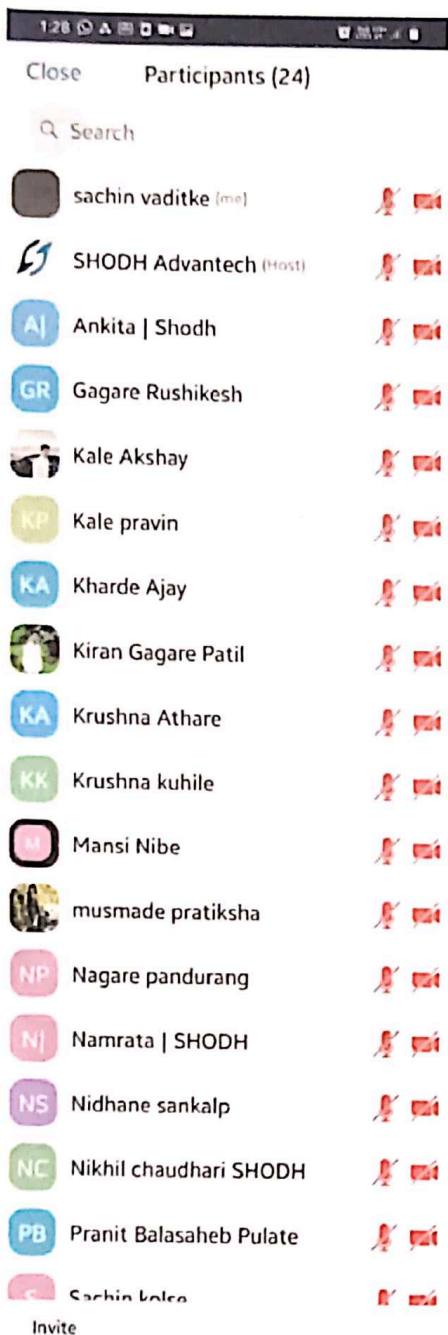 1:28
Close Participants (24)
Search
sachin vaditke (me)
SHODH Advantech (Host)
A| Ankita | Shodh
GR Gagare Rushikesh
Kale Akshay
KP Kale pravin
KA Kharde Ajay
Kiran Gagare Patil
KA Krushna Athare
KK Krushna kuhile
M Mansi Nibe
musmade pratiksha
NP Nagare pandurang
N| Namrata | SHODH
NS Nidhane sankalp
NC Nikhil chaudhari SHODH
PB Pranit Balasaheb Pulate
S Sachin kolse
Invite